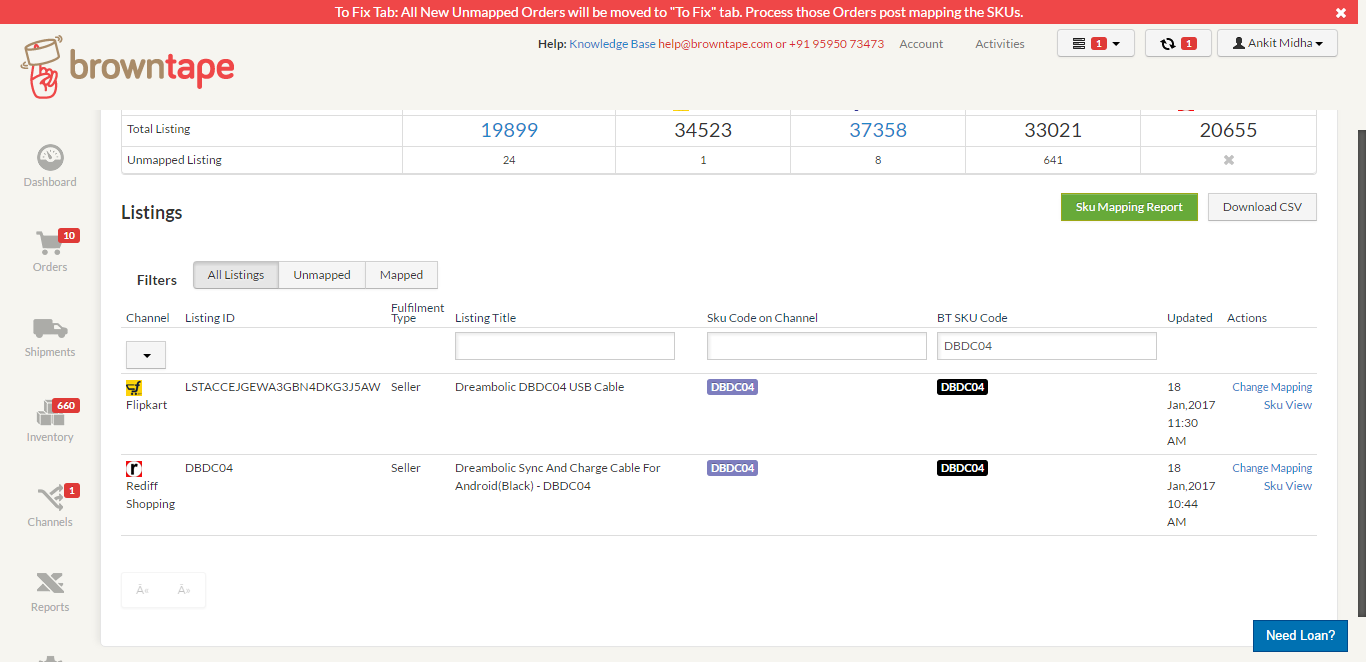 To Fix Tab: All New Unmapped Orders will be moved to "To Fix" tab. Process those Orders post mapping the SKUs.
browntape
Help: Knowledge Base help@browntape.com or +91 95950 73473 Account Activities 1 1 Ankit Midha
Total Listing 19899 34523 37358 33021 20655
Unmapped Listing 24 1 8 641
Dashboard
10
Orders
Shipments
660
Inventory
1
Channels
Reports
Listings
Sku Mapping Report Download CSV
Filters All Listings Unmapped Mapped
Channel Listing ID Fulfilment Type Listing Title Sku Code on Channel BT SKU Code Updated Actions
DBDC04
Flipkart LSTACCEJGEWA3GBN4DKG3J5AW Seller Dreambolic DBDC04 USB Cable DBDC04 DBDC04 18 Change Mapping
Jan,2017 Sku View
11:30
AM
r
DBDC04 Seller Dreambolic Sync And Charge Cable For DBDC04 DBDC04 18 Change Mapping
Rediff Android(Black) - DBDC04 Jan,2017 Sku View
Shopping 10:44
AM
Â« Â»
Need Loan?